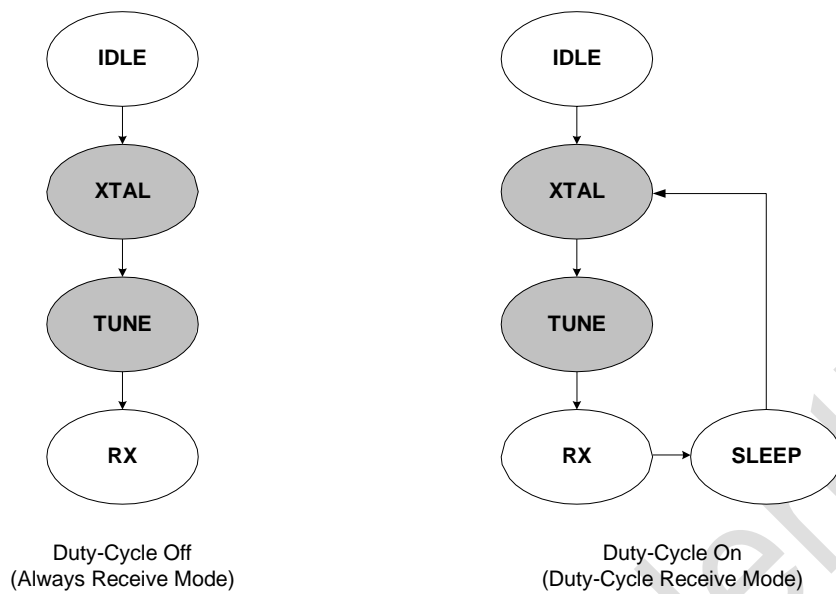 IDLE
XTAL
TUNE
RX
Duty-Cycle Off
(Always Receive Mode)
IDLE
XTAL
TUNE
RX
SLEEP
Duty-Cycle On
(Duty-Cycle Receive Mode)